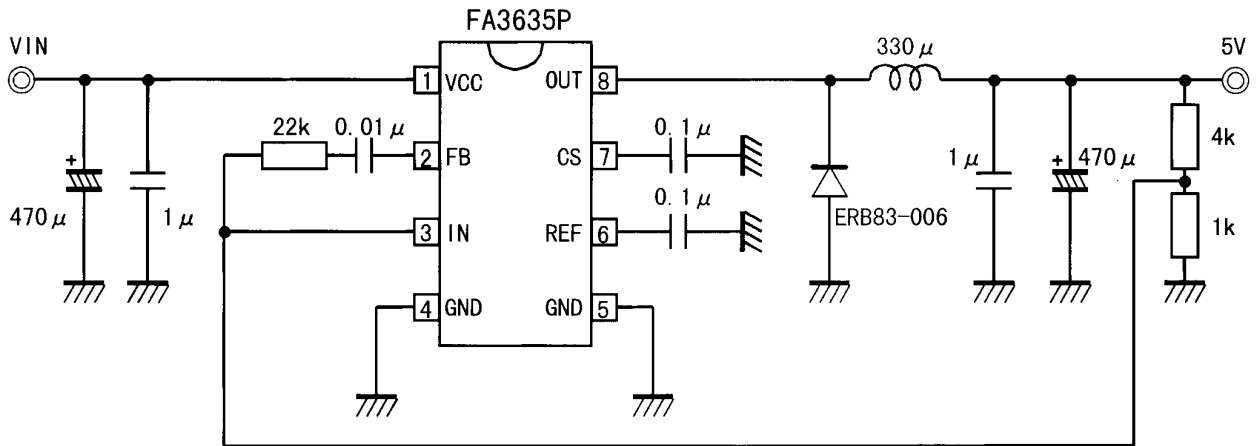 FA3635P
VIN
330μ
5V
1
VCC
OUT
8
22k
0.01μ
2
FB
CS
7
0.1μ
4k
+
470μ
1μ
3
IN
REF
6
0.1μ
ERB83-006
1μ
+
470μ
1k
4
GND
GND
5